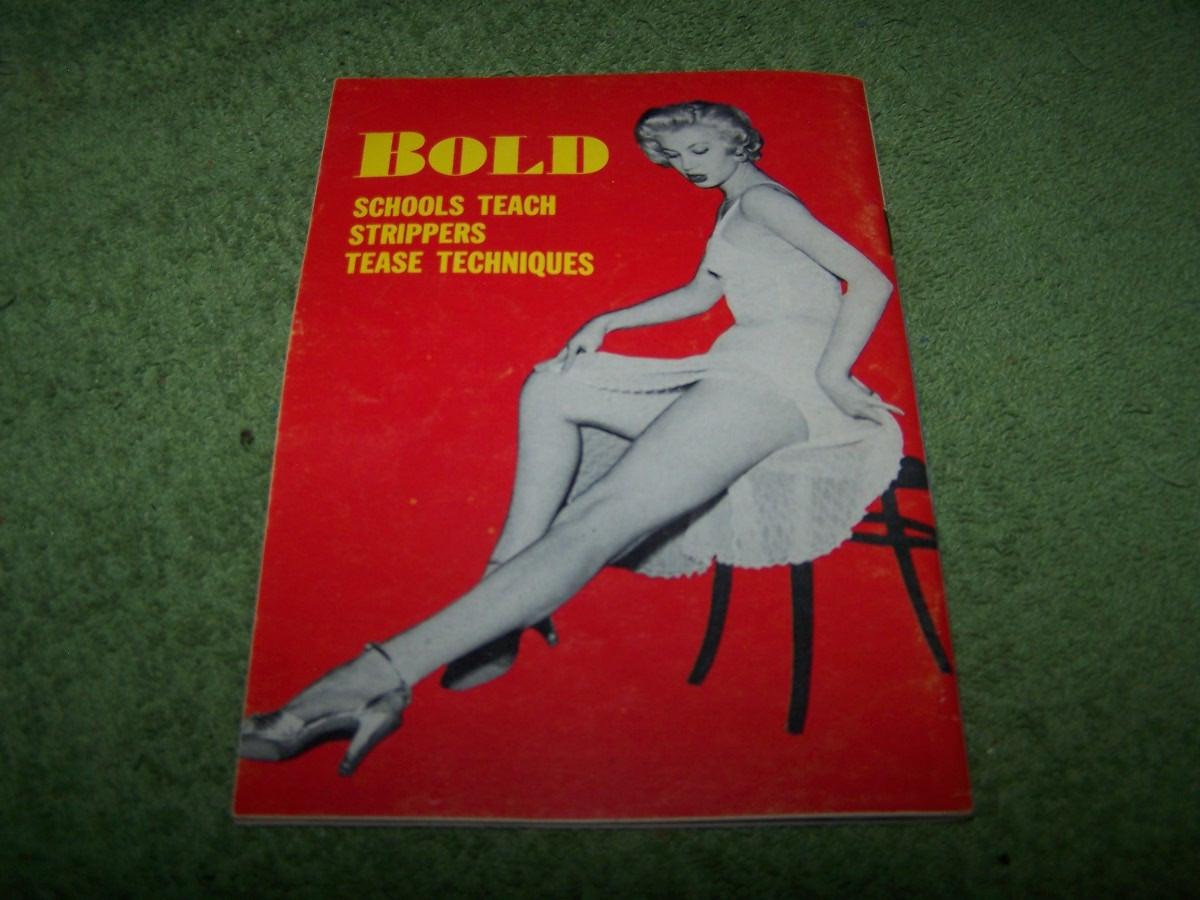 BOLD
SCHOOLS TEACH
STRIPPERS
TEASE TECHNIQUES